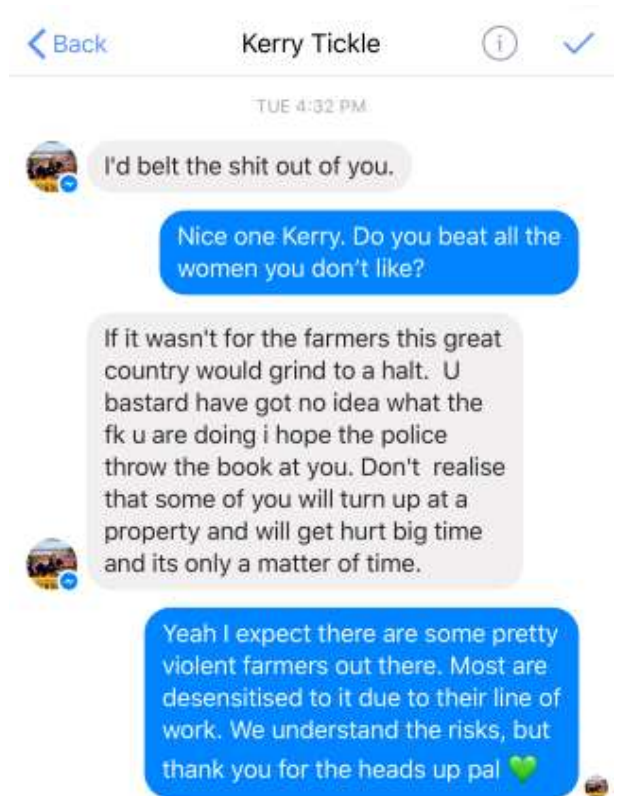 Back
Kerry Tickle
TUE 4:32 PM
I'd belt the shit out of you.
Nice one Kerry. Do you beat all the
women you don't like?
If it wasn't for the farmers this great
country would grind to a halt.  U
bastard have got no idea what the
fk u are doing i hope the police
throw the book at you. Don't  realise
that some of you will turn up at a
property and will get hurt big time
and its only a matter of time.
Yeah I expect there are some pretty
violent farmers out there. Most are
desensitised to it due to their line of
work. We understand the risks, but
thank you for the heads up pal 💚